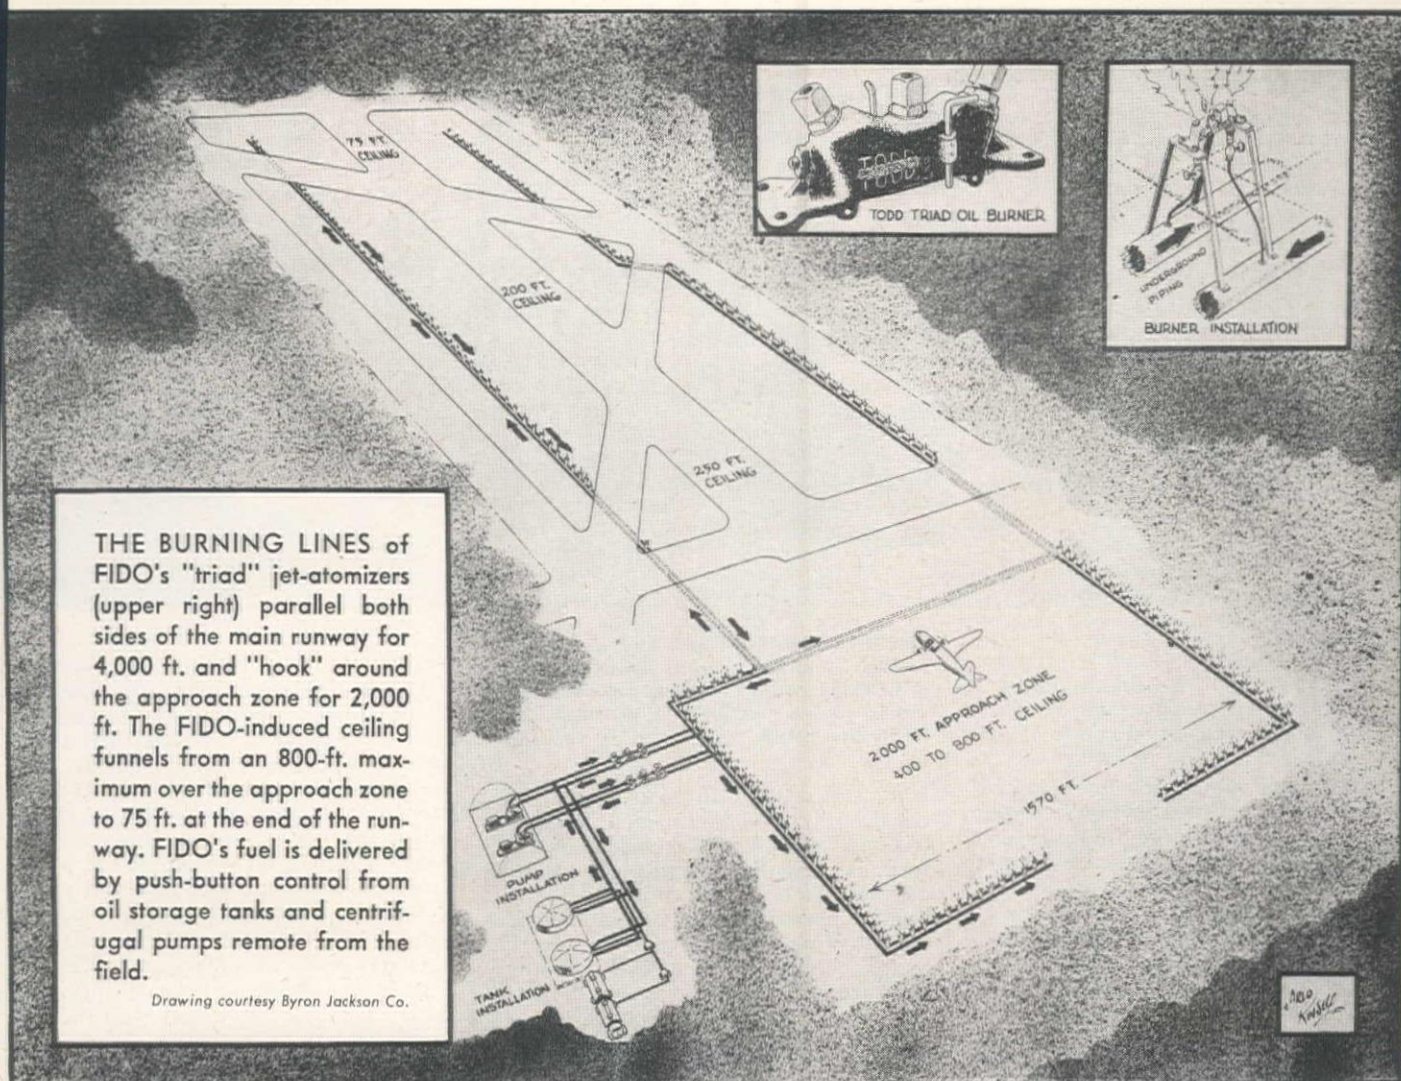 75 FT.
CEILING
200 FT.
CEILING
250 FT.
CEILING
TODD
TODD TRIAD OIL BURNER
UNDERGROUND
PIPING
BURNER INSTALLATION
2000 FT. APPROACH ZONE
400 TO 800 FT. CEILING
1570 FT.
PUMP
INSTALLATION
TANK
INSTALLATION
THE BURNING LINES of
FIDO's "triad" jet-atomizers
(upper right) parallel both
sides of the main runway for
4,000 ft. and "hook" around
the approach zone for 2,000
ft. The FIDO-induced ceiling
funnels from an 800-ft. max-
imum over the approach zone
to 75 ft. at the end of the run-
way. FIDO's fuel is delivered
by push-button control from
oil storage tanks and centrif-
ugal pumps remote from the
field.
Drawing courtesy Byron Jackson Co.